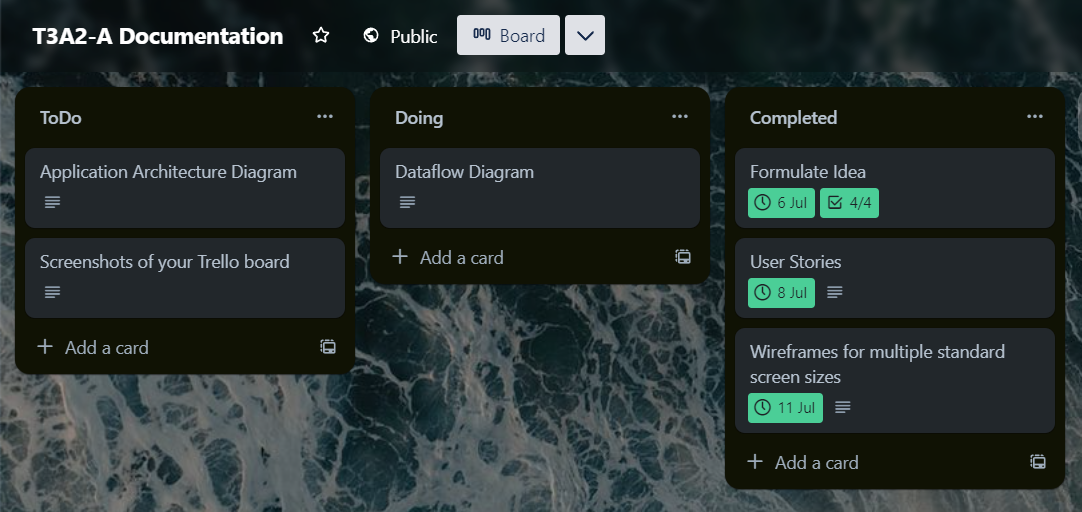 T3A2-A Documentation
Public
Board
ToDo
Application Architecture Diagram
Screenshots of your Trello board
Add a card
Doing
Dataflow Diagram
Add a card
Completed
Formulate Idea
6 Jul
4/4
User Stories
8 Jul
Wireframes for multiple standard
screen sizes
11 Jul
Add a card